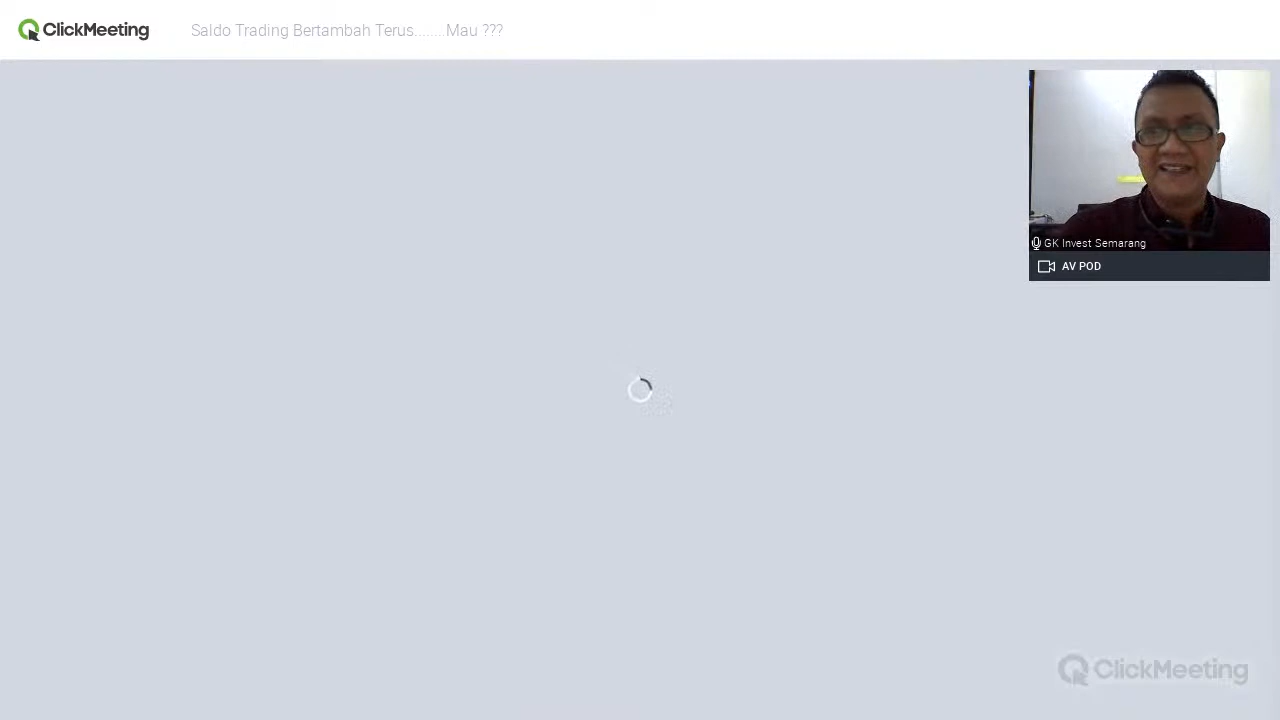 ClickMeeting
Saldo Trading Bertambah Terus........Mau ???
GK Invest Semarang
AV POD
ClickMeeting